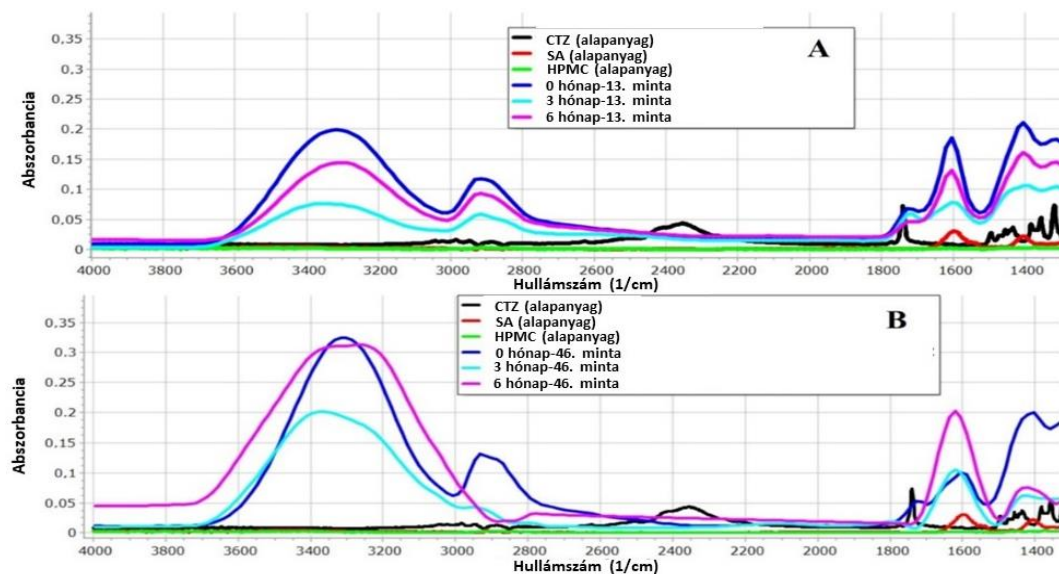 A
CTZ (alapanyag)
SA (alapanyag)
HPMC (alapanyag)
0 hónap-13. minta
3 hónap-13. minta
6 hónap-13. minta
Abszorbancia
0,35
0,3
0,25
0,2
0,15
0,1
0,05
0
4000 3800 3600 3400 3200 3000 2800 2600 2400 2200 2000 1800 1600 1400
Hullámszám (1/cm)
B
CTZ (alapanyag)
SA (alapanyag)
HPMC (alapanyag)
0 hónap-46. minta
3 hónap-46. minta
6 hónap-46. minta
Abszorbancia
0,35
0,3
0,25
0,2
0,15
0,1
0,05
0
4000 3800 3600 3400 3200 3000 2800 2600 2400 2200 2000 1800 1600 1400
Hullámszám (1/cm)